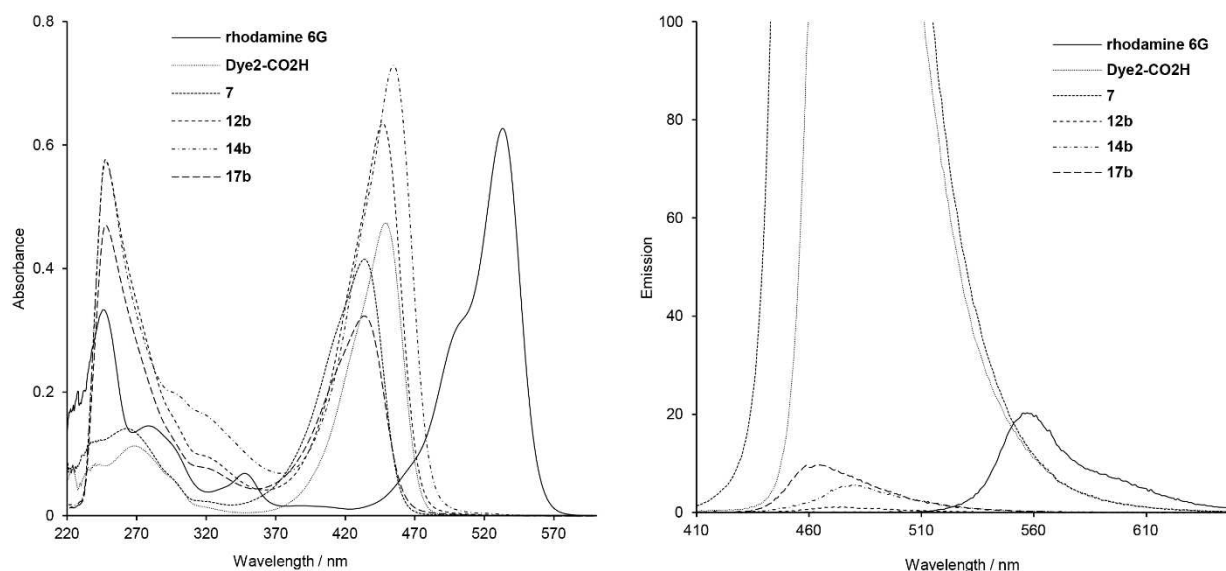 0.8
0.6
0.4
0.2
0
Absorbance
rhodamine 6G
Dye2-CO2H
7
12b
14b
17b
220 270 320 370 420 470 520 570
Wavelength / nm
100
80
60
40
20
0
Emission
rhodamine 6G
Dye2-CO2H
7
12b
14b
17b
410 460 510 560 610
Wavelength / nm